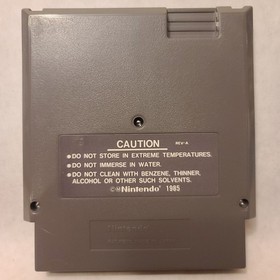 CAUTION
REV-A
●DO NOT STORE IN EXTREME TEMPERATURES.
●DO NOT IMMERSE IN WATER.
●DO NOT CLEAN WITH BENZENE, THINNER,
ALCOHOL OR OTHER SUCH SOLVENTS.
©Ⓜ Nintendo® 1985